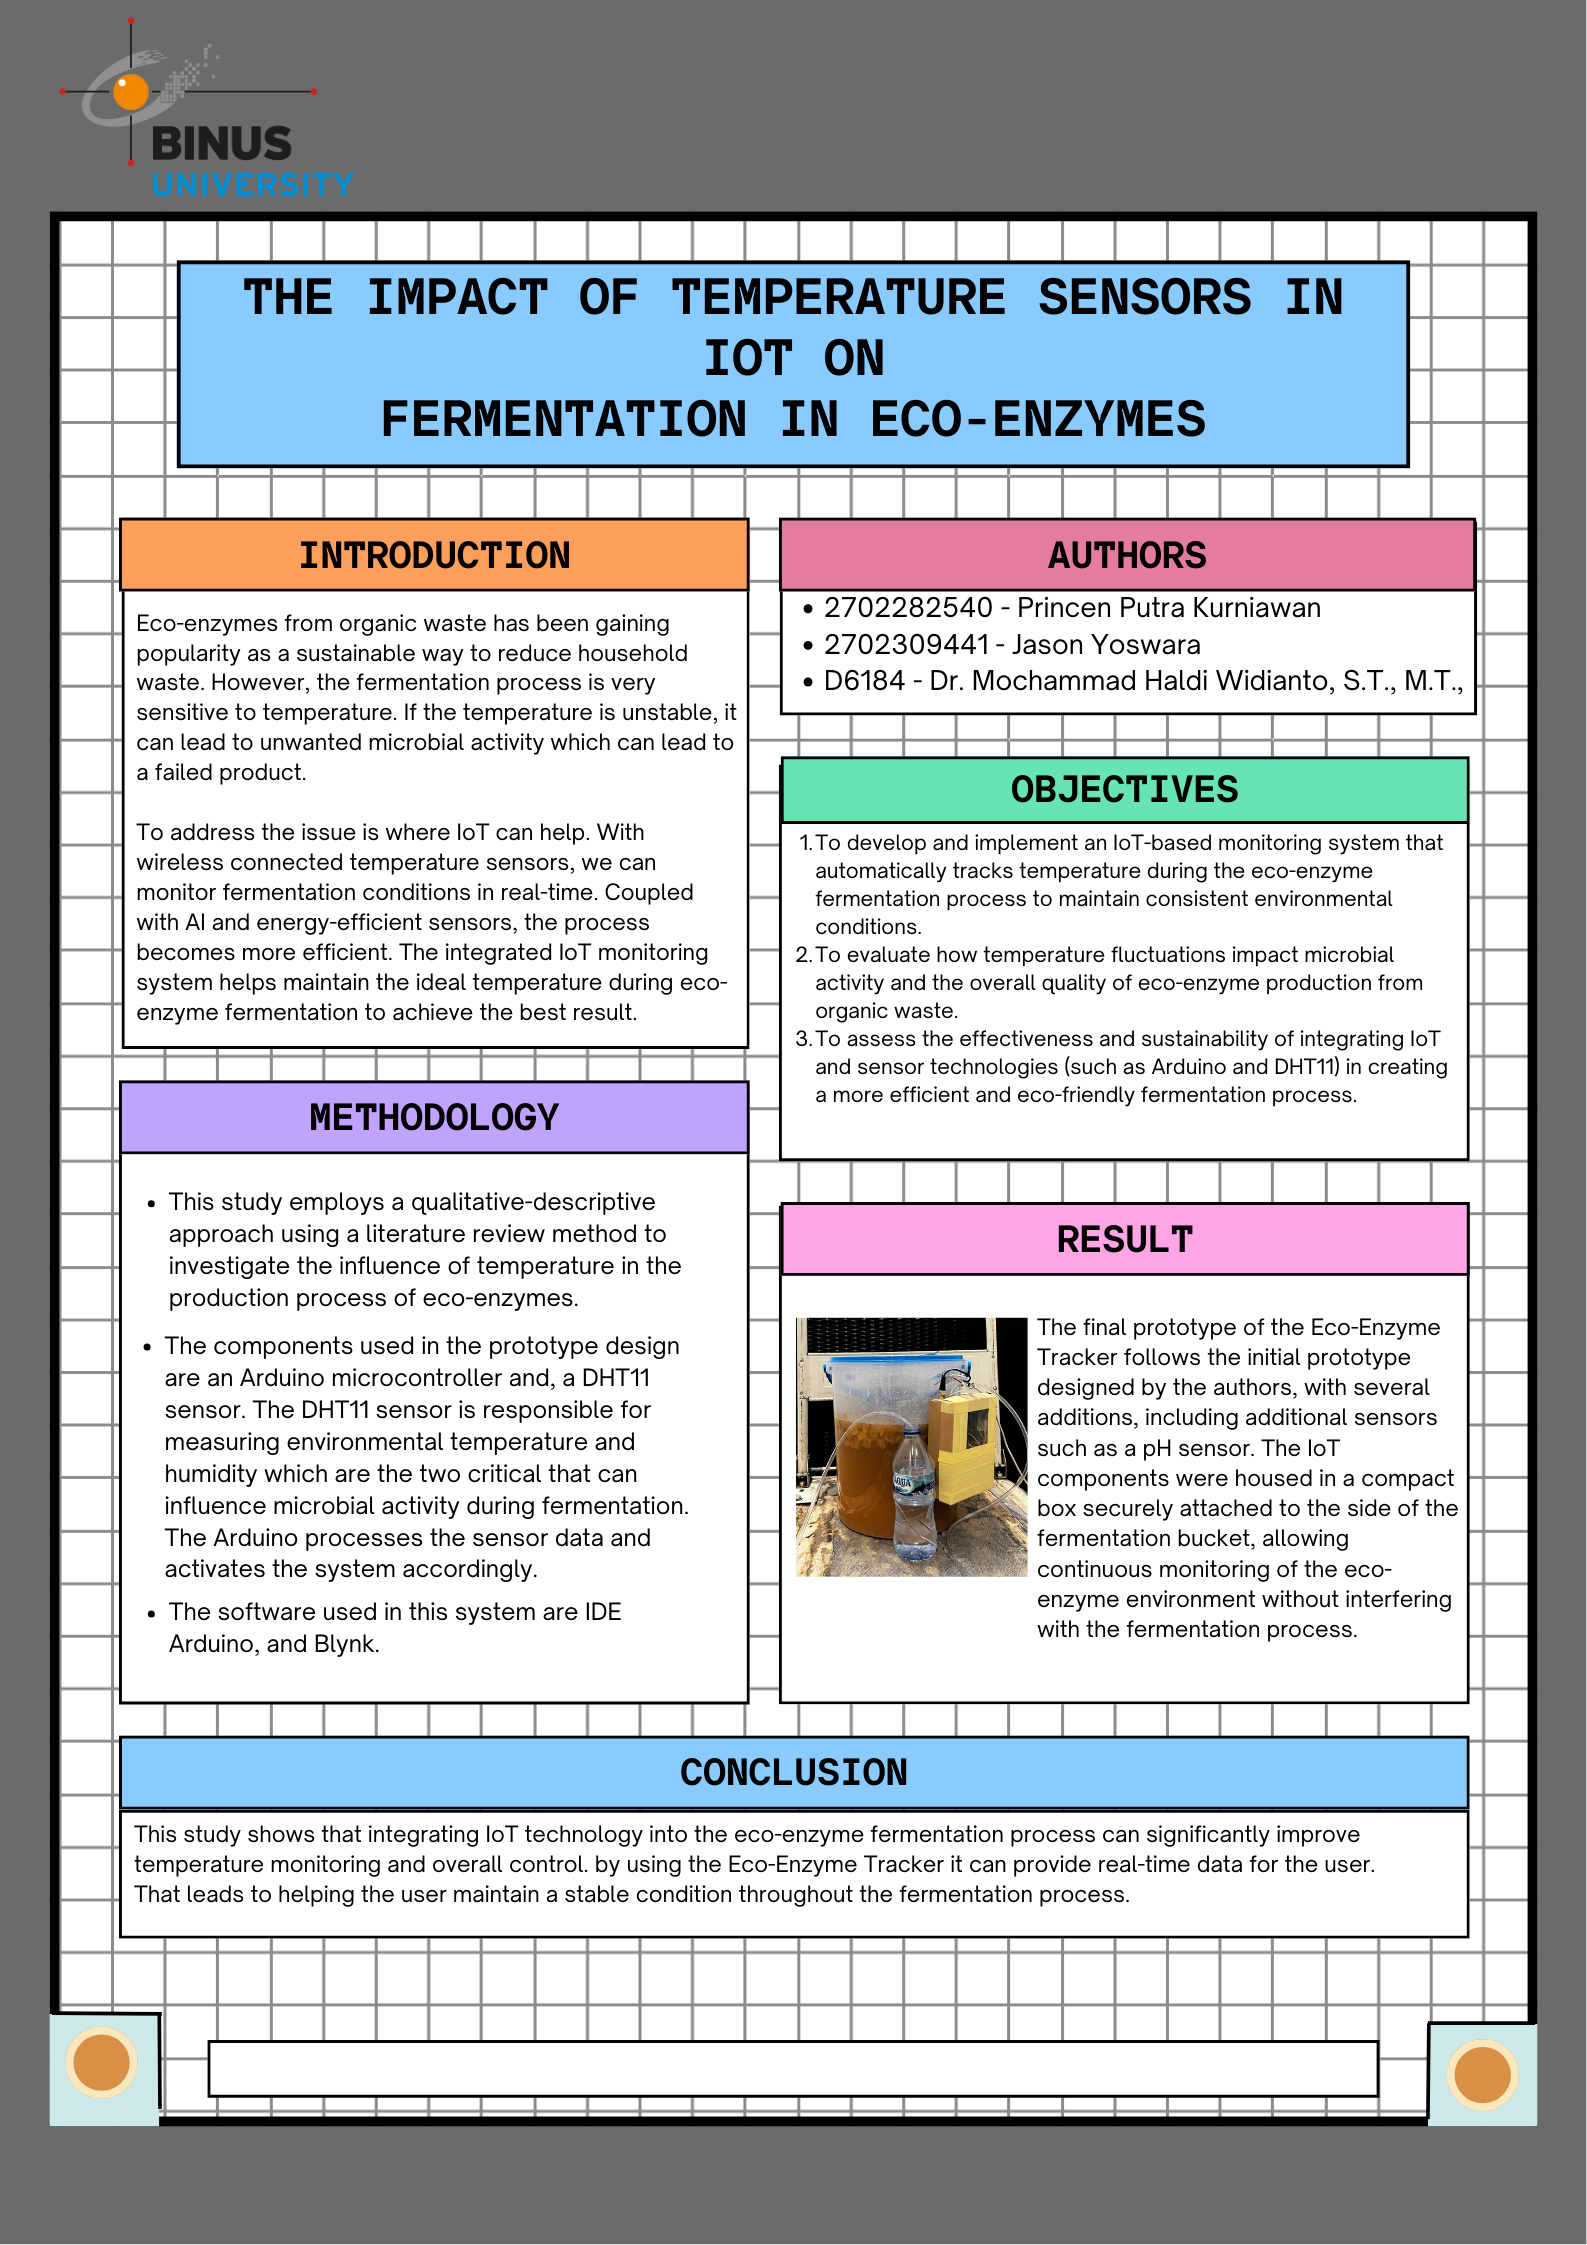 BINUS
UNIVERSITY
THE IMPACT OF TEMPERATURE SENSORS IN
IOT ON
FERMENTATION IN ECO-ENZYMES
INTRODUCTION
Eco-enzymes from organic waste has been gaining
popularity as a sustainable way to reduce household
waste. However, the fermentation process is very
sensitive to temperature. If the temperature is unstable, it
can lead to unwanted microbial activity which can lead to
a failed product.
To address the issue is where IoT can help. With
wireless connected temperature sensors, we can
monitor fermentation conditions in real-time. Coupled
with AI and energy-efficient sensors, the process
becomes more efficient. The integrated IoT monitoring
system helps maintain the ideal temperature during eco-
enzyme fermentation to achieve the best result.
METHODOLOGY
• This study employs a qualitative-descriptive
approach using a literature review method to
investigate the influence of temperature in the
production process of eco-enzymes.
• The components used in the prototype design
are an Arduino microcontroller and, a DHT11
sensor. The DHT11 sensor is responsible for
measuring environmental temperature and
humidity which are the two critical that can
influence microbial activity during fermentation.
The Arduino processes the sensor data and
activates the system accordingly.
• The software used in this system are IDE
Arduino, and Blynk.
AUTHORS
• 2702282540 - Princen Putra Kurniawan
• 2702309441 - Jason Yoswara
• D6184 - Dr. Mochammad Haldi Widianto, S.T., M.T.,
OBJECTIVES
1. To develop and implement an IoT-based monitoring system that
automatically tracks temperature during the eco-enzyme
fermentation process to maintain consistent environmental
conditions.
2. To evaluate how temperature fluctuations impact microbial
activity and the overall quality of eco-enzyme production from
organic waste.
3. To assess the effectiveness and sustainability of integrating IoT
and sensor technologies (such as Arduino and DHT11) in creating
a more efficient and eco-friendly fermentation process.
RESULT
AQUA
The final prototype of the Eco-Enzyme
Tracker follows the initial prototype
designed by the authors, with several
additions, including additional sensors
such as a pH sensor. The IoT
components were housed in a compact
box securely attached to the side of the
fermentation bucket, allowing
continuous monitoring of the eco-
enzyme environment without interfering
with the fermentation process.
CONCLUSION
This study shows that integrating IoT technology into the eco-enzyme fermentation process can significantly improve
temperature monitoring and overall control. by using the Eco-Enzyme Tracker it can provide real-time data for the user.
That leads to helping the user maintain a stable condition throughout the fermentation process.